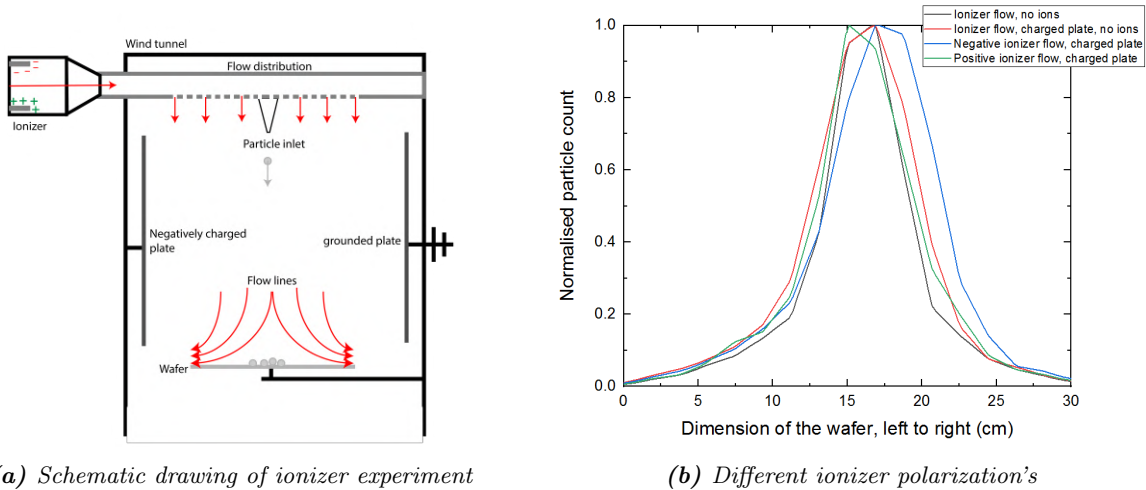 Wind tunnel
Flow distribution
Ionizer
Particle inlet
Negatively charged
plate
grounded plate
Flow lines
Wafer
(a) Schematic drawing of ionizer experiment
Ionizer flow, no ions
Ionizer flow, charged plate, no ions
Negative ionizer flow, charged plate
Positive ionizer flow, charged plate
Normalised particle count
1.0
0.8
0.6
0.4
0.2
0.0
0 5 10 15 20 25 30
Dimension of the wafer, left to right (cm)
(b) Different ionizer polarization's